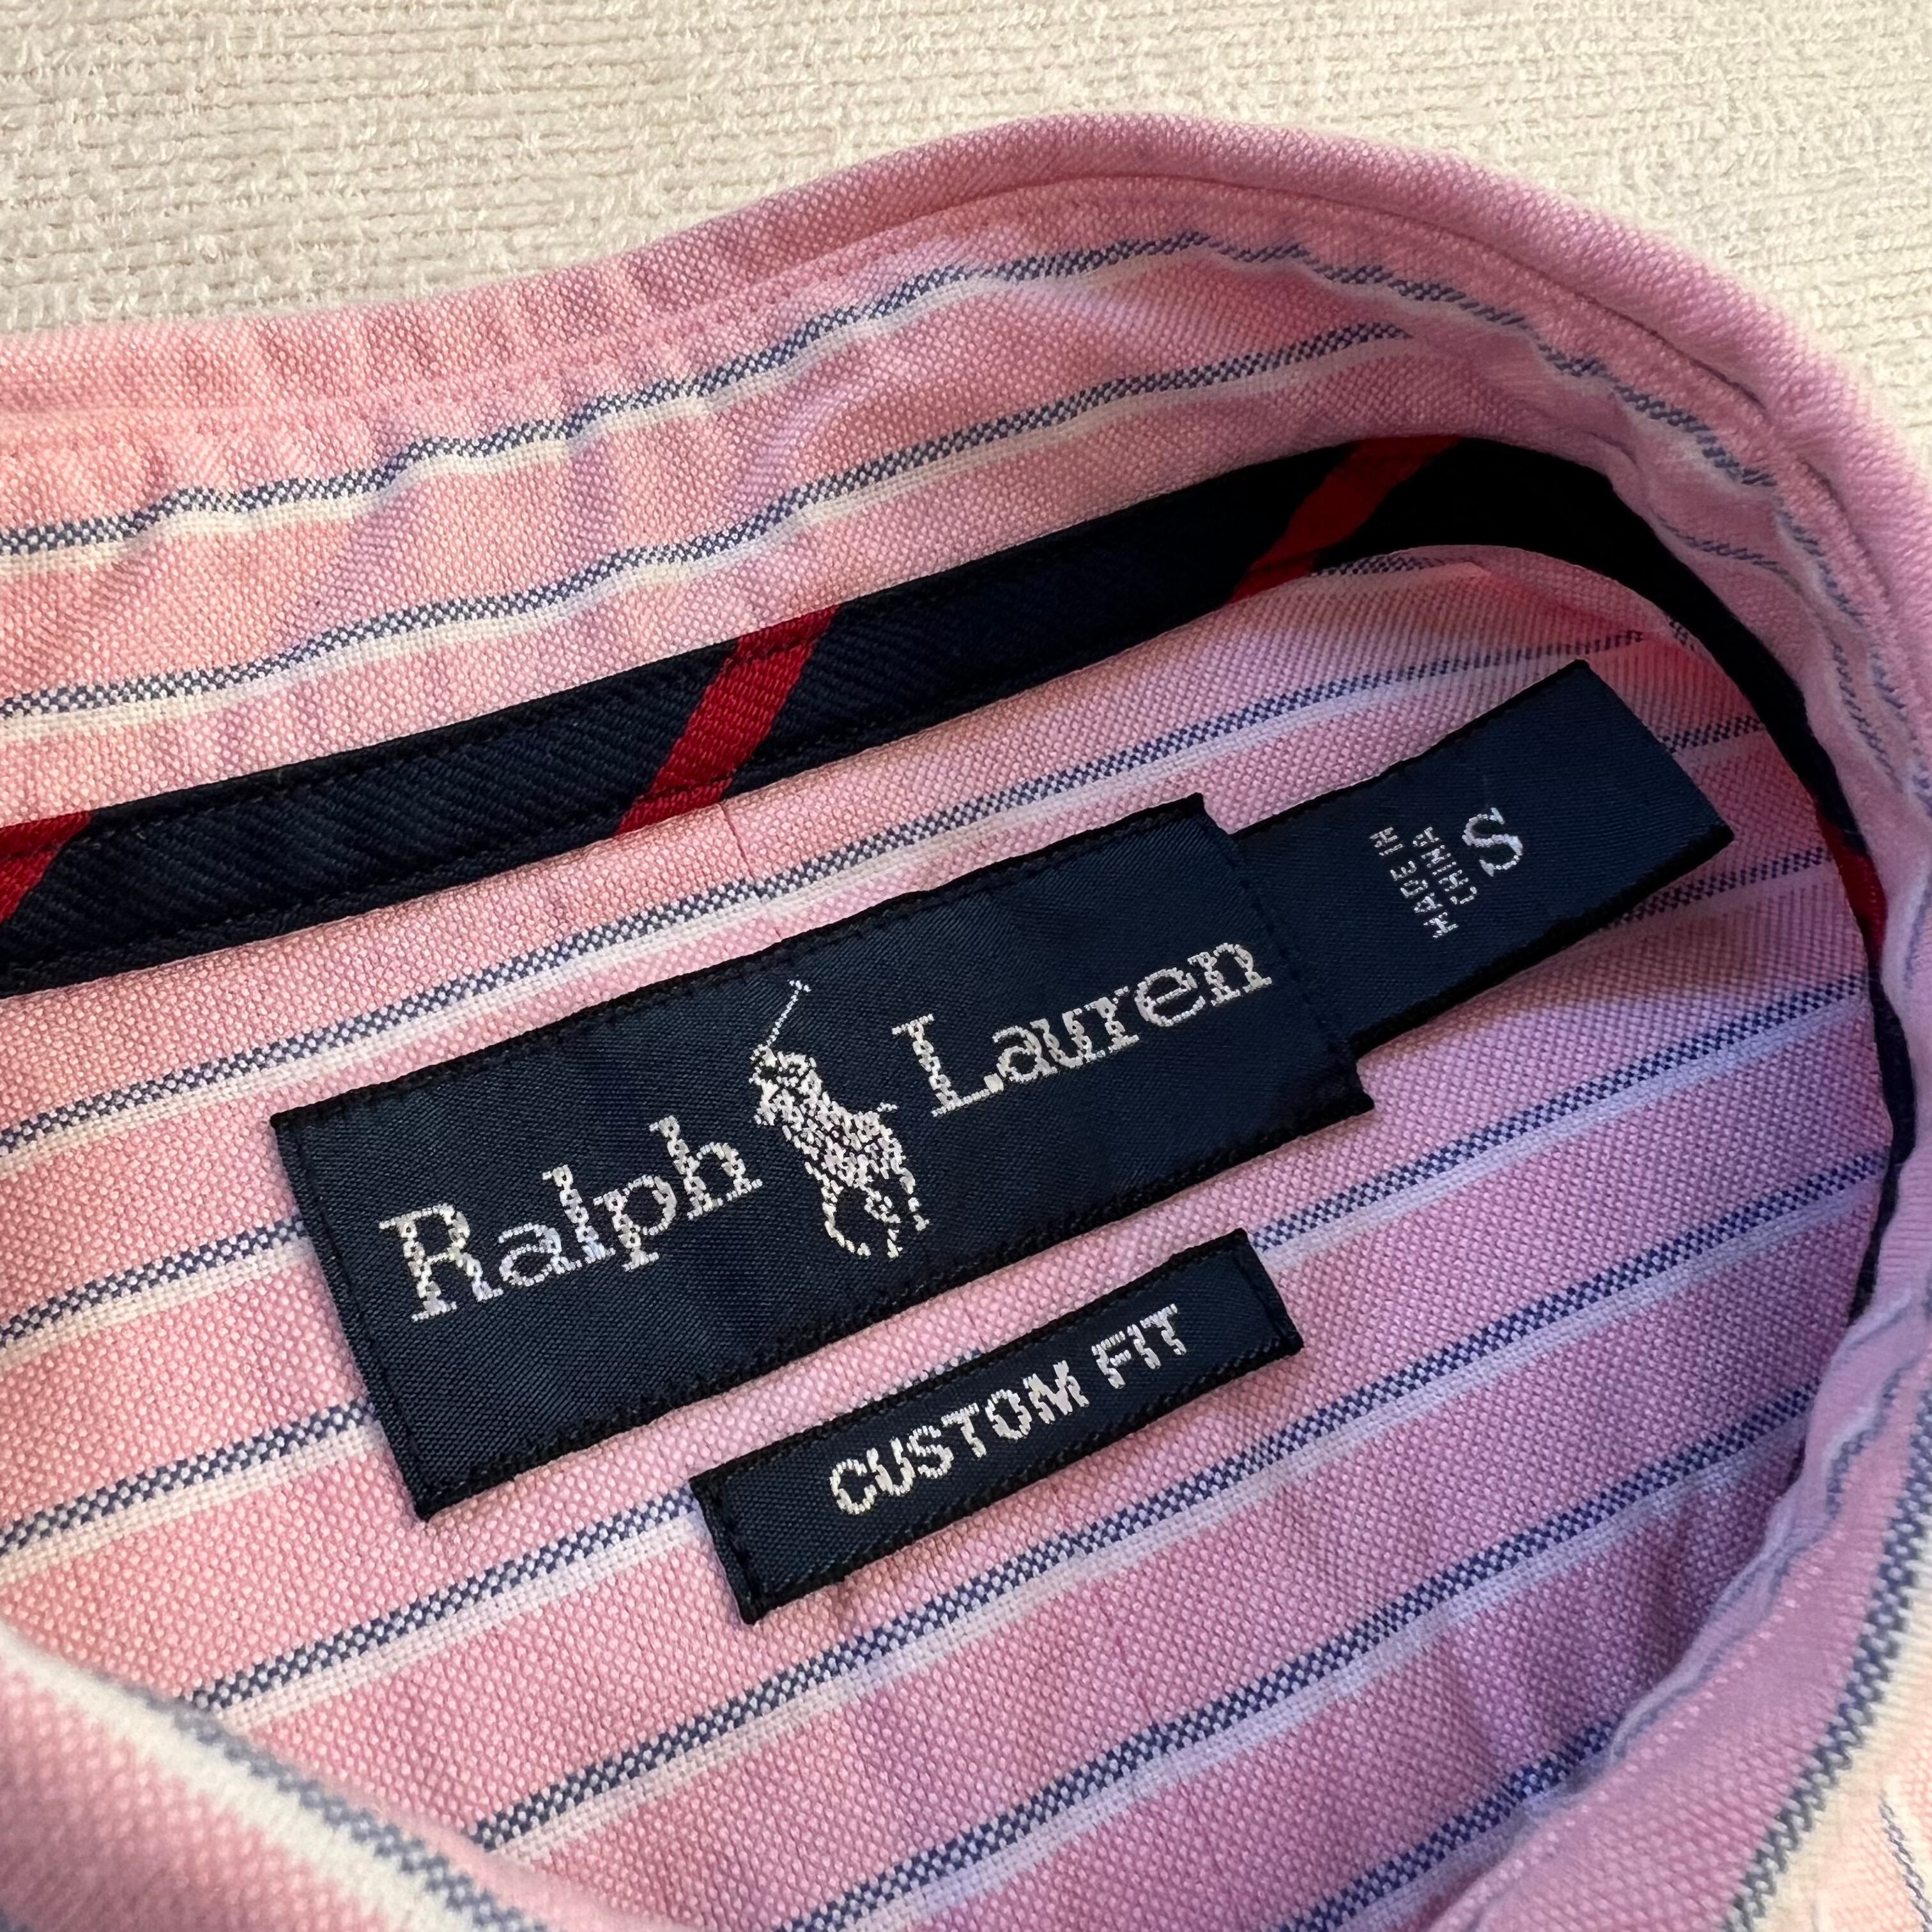 Ralph Lauren
MADE IN
CHINA
S
CUSTOM FIT